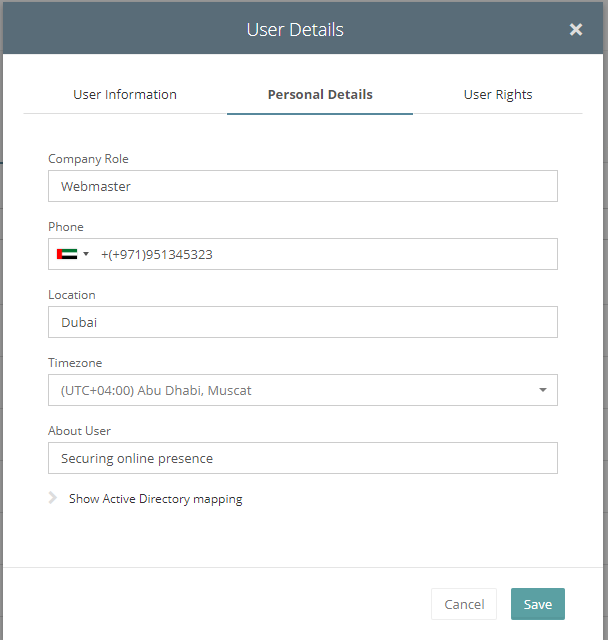 User Details
User Information Personal Details User Rights
Company Role
Webmaster
Phone
+(+971)951345323
Location
Dubai
Timezone
(UTC+04:00) Abu Dhabi, Muscat
About User
Securing online presence
Show Active Directory mapping
Cancel Save